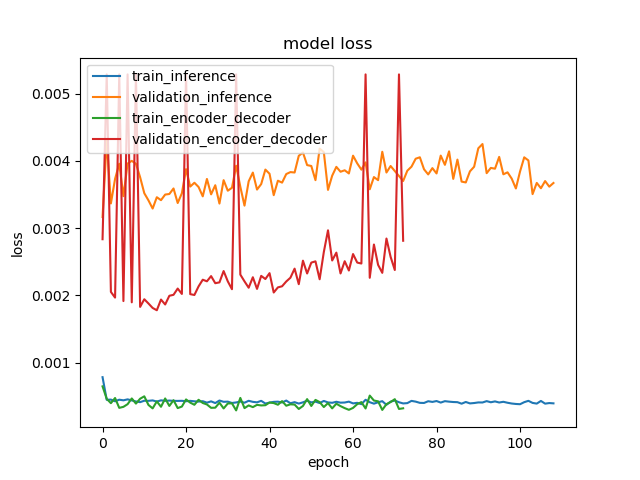 model loss
train_inference
validation_inference
train_encoder_decoder
validation_encoder_decoder
0.005
0.004
0.003
0.002
0.001
loss
0
20
40
60
80
100
epoch